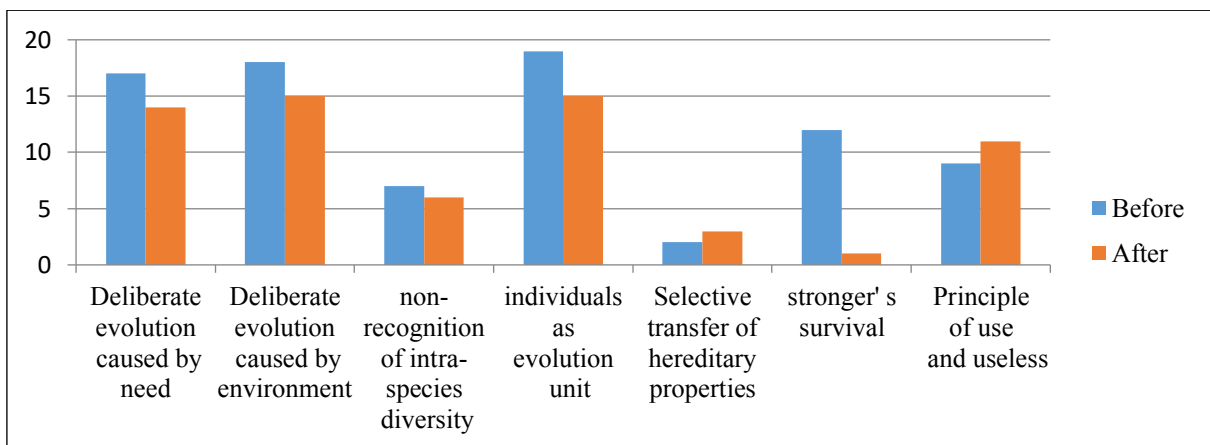 20
15
10
5
0
Deliberate
evolution
caused by
need
Deliberate
evolution
caused by
environment
non-
recognition
of intra-
species
diversity
individuals
as
evolution
unit
Selective
transfer of
hereditary
properties
stronger' s
survival
Principle
of use
and useless
Before
After